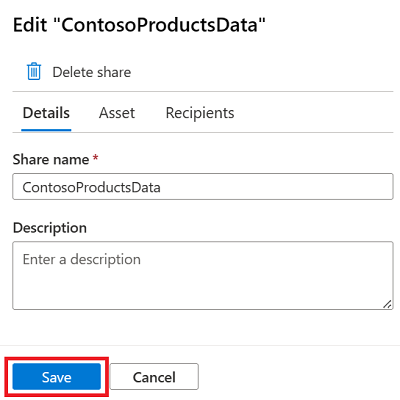 Edit "ContosoProductsData"
Delete share
Details Asset Recipients
Share name *
ContosoProductsData
Description
Enter a description
Save Cancel